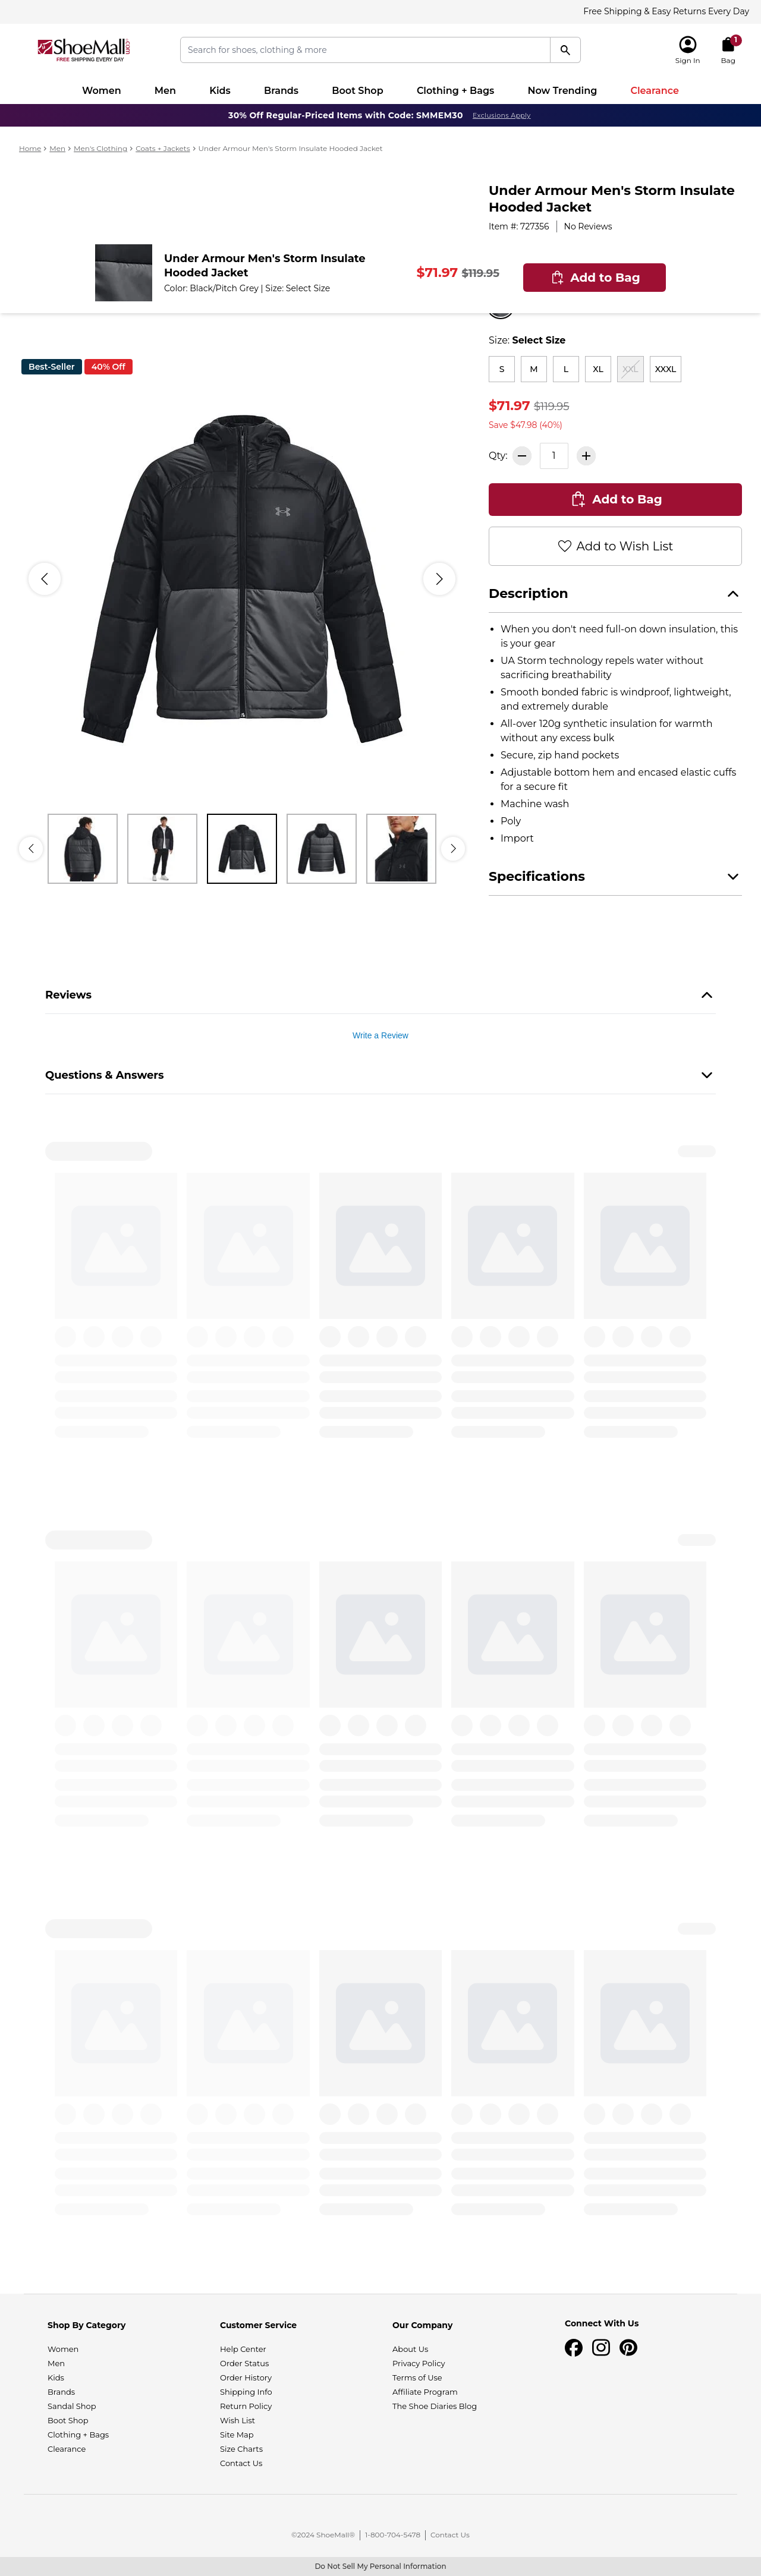 Free Shipping & Easy Returns Every Day
ShoeMall.com
FREE SHIPPING EVERY DAY
Search for shoes, clothing & more
Sign In
1
Bag
Women Men Kids Brands Boot Shop Clothing + Bags Now Trending Clearance
30% Off Regular-Priced Items with Code: SMMEM30 Exclusions Apply
Home > Men > Men's Clothing > Coats + Jackets > Under Armour Men's Storm Insulate Hooded Jacket
Under Armour Men's Storm Insulate
Hooded Jacket
Item #: 727356 | No Reviews
Under Armour Men's Storm Insulate
Hooded Jacket
Color: Black/Pitch Grey | Size: Select Size
$71.97 $119.95
Add to Bag
Best-Seller 40% Off
Size: Select Size
S M L XL XXL XXXL
$71.97 $119.95
Save $47.98 (40%)
Qty: 1
Add to Bag
Add to Wish List
Description
• When you don't need full-on down insulation, this
is your gear
• UA Storm technology repels water without
sacrificing breathability
• Smooth bonded fabric is windproof, lightweight,
and extremely durable
• All-over 120g synthetic insulation for warmth
without any excess bulk
• Secure, zip hand pockets
• Adjustable bottom hem and encased elastic cuffs
for a secure fit
• Machine wash
• Poly
• Import
Specifications
Reviews
Write a Review
Questions & Answers
Shop By Category
Women
Men
Kids
Brands
Sandal Shop
Boot Shop
Clothing + Bags
Clearance
Customer Service
Help Center
Order Status
Order History
Shipping Info
Return Policy
Wish List
Site Map
Size Charts
Contact Us
Our Company
About Us
Privacy Policy
Terms of Use
Affiliate Program
The Shoe Diaries Blog
Connect With Us
©2024 ShoeMall® | 1-800-704-5478 | Contact Us
Do Not Sell My Personal Information